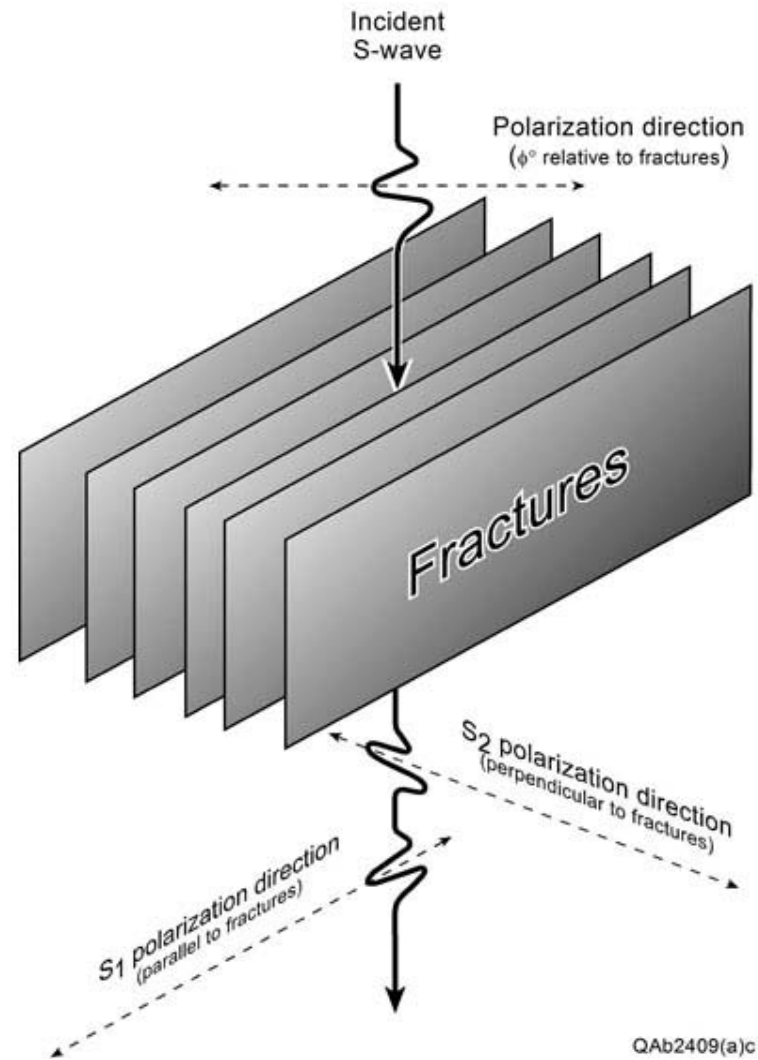 Incident
S-wave
Polarization direction
(ϕ° relative to fractures)
Fractures
S2 polarization direction
(perpendicular to fractures)
S1 polarization direction
(parallel to fractures)
QAb2409(a)c